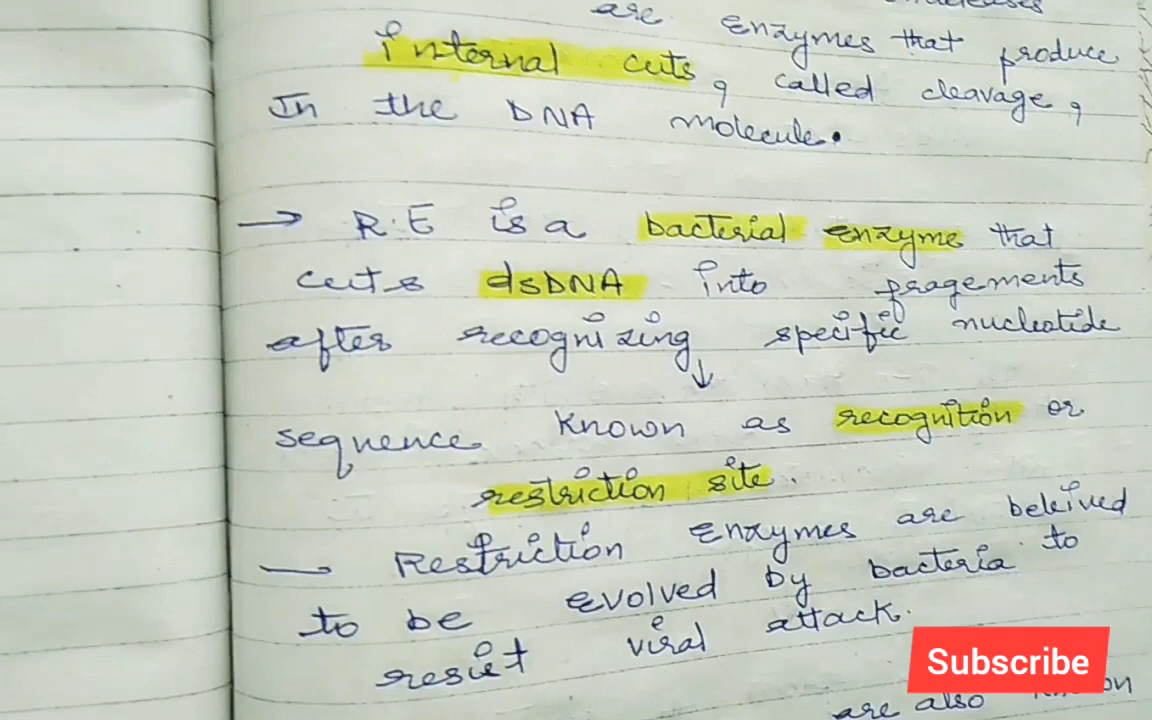 are enzymes that produce
internal cuts, called cleavage,
In the DNA molecule.
→ R.E is a bacterial enzyme that
cuts dsDNA into fragements
after recognizing specific nucleotide
↓
sequence known as recognition or
restriction site.
— Restriction enzymes are beleived
to be evolved by bacteria to
resist viral attack.
are also
Subscribe